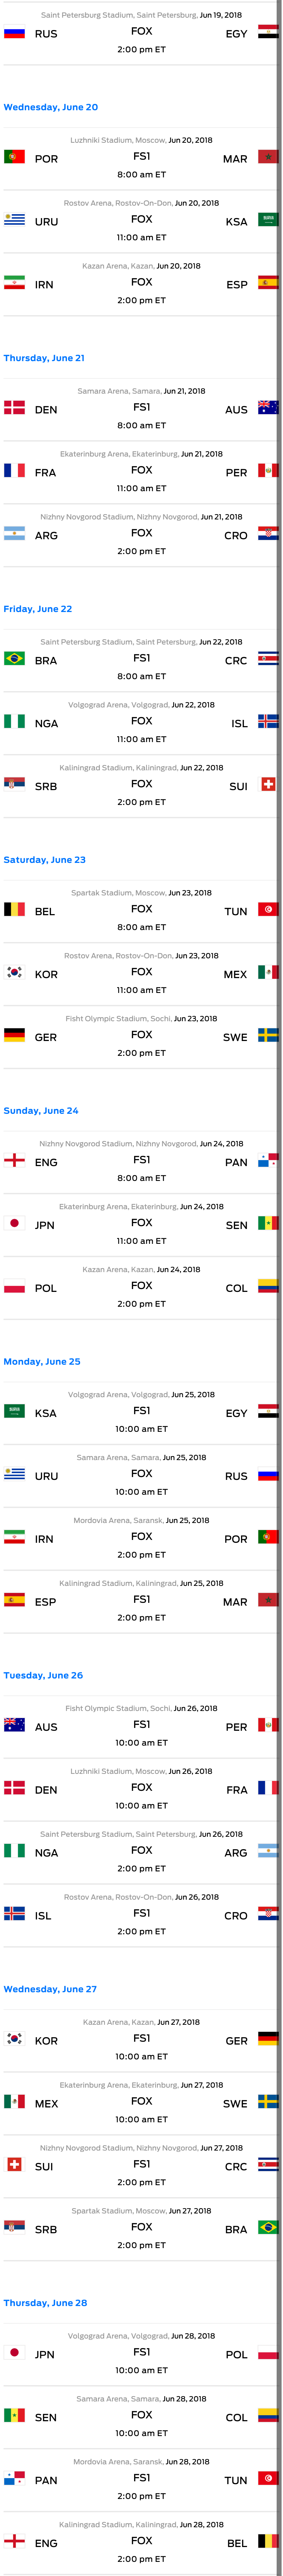 Saint Petersburg Stadium, Saint Petersburg, Jun 19, 2018
RUS FOX EGY
2:00 pm ET
Wednesday, June 20
Luzhniki Stadium, Moscow, Jun 20, 2018
POR FS1 MAR
8:00 am ET
Rostov Arena, Rostov-On-Don, Jun 20, 2018
URU FOX KSA
11:00 am ET
Kazan Arena, Kazan, Jun 20, 2018
IRN FOX ESP
2:00 pm ET
Thursday, June 21
Samara Arena, Samara, Jun 21, 2018
DEN FS1 AUS
8:00 am ET
Ekaterinburg Arena, Ekaterinburg, Jun 21, 2018
FRA FOX PER
11:00 am ET
Nizhny Novgorod Stadium, Nizhny Novgorod, Jun 21, 2018
ARG FOX CRO
2:00 pm ET
Friday, June 22
Saint Petersburg Stadium, Saint Petersburg, Jun 22, 2018
BRA FS1 CRC
8:00 am ET
Volgograd Arena, Volgograd, Jun 22, 2018
NGA FOX ISL
11:00 am ET
Kaliningrad Stadium, Kaliningrad, Jun 22, 2018
SRB FOX SUI
2:00 pm ET
Saturday, June 23
Spartak Stadium, Moscow, Jun 23, 2018
BEL FOX TUN
8:00 am ET
Rostov Arena, Rostov-On-Don, Jun 23, 2018
KOR FOX MEX
11:00 am ET
Fisht Olympic Stadium, Sochi, Jun 23, 2018
GER FOX SWE
2:00 pm ET
Sunday, June 24
Nizhny Novgorod Stadium, Nizhny Novgorod, Jun 24, 2018
ENG FS1 PAN
8:00 am ET
Ekaterinburg Arena, Ekaterinburg, Jun 24, 2018
JPN FOX SEN
11:00 am ET
Kazan Arena, Kazan, Jun 24, 2018
POL FOX COL
2:00 pm ET
Monday, June 25
Volgograd Arena, Volgograd, Jun 25, 2018
KSA FS1 EGY
10:00 am ET
Samara Arena, Samara, Jun 25, 2018
URU FOX RUS
10:00 am ET
Mordovia Arena, Saransk, Jun 25, 2018
IRN FOX POR
2:00 pm ET
Kaliningrad Stadium, Kaliningrad, Jun 25, 2018
ESP FS1 MAR
2:00 pm ET
Tuesday, June 26
Fisht Olympic Stadium, Sochi, Jun 26, 2018
AUS FS1 PER
10:00 am ET
Luzhniki Stadium, Moscow, Jun 26, 2018
DEN FOX FRA
10:00 am ET
Saint Petersburg Stadium, Saint Petersburg, Jun 26, 2018
NGA FOX ARG
2:00 pm ET
Rostov Arena, Rostov-On-Don, Jun 26, 2018
ISL FS1 CRO
2:00 pm ET
Wednesday, June 27
Kazan Arena, Kazan, Jun 27, 2018
KOR FS1 GER
10:00 am ET
Ekaterinburg Arena, Ekaterinburg, Jun 27, 2018
MEX FOX SWE
10:00 am ET
Nizhny Novgorod Stadium, Nizhny Novgorod, Jun 27, 2018
SUI FS1 CRC
2:00 pm ET
Spartak Stadium, Moscow, Jun 27, 2018
SRB FOX BRA
2:00 pm ET
Thursday, June 28
Volgograd Arena, Volgograd, Jun 28, 2018
JPN FS1 POL
10:00 am ET
Samara Arena, Samara, Jun 28, 2018
SEN FOX COL
10:00 am ET
Mordovia Arena, Saransk, Jun 28, 2018
PAN FS1 TUN
2:00 pm ET
Kaliningrad Stadium, Kaliningrad, Jun 28, 2018
ENG FOX BEL
2:00 pm ET